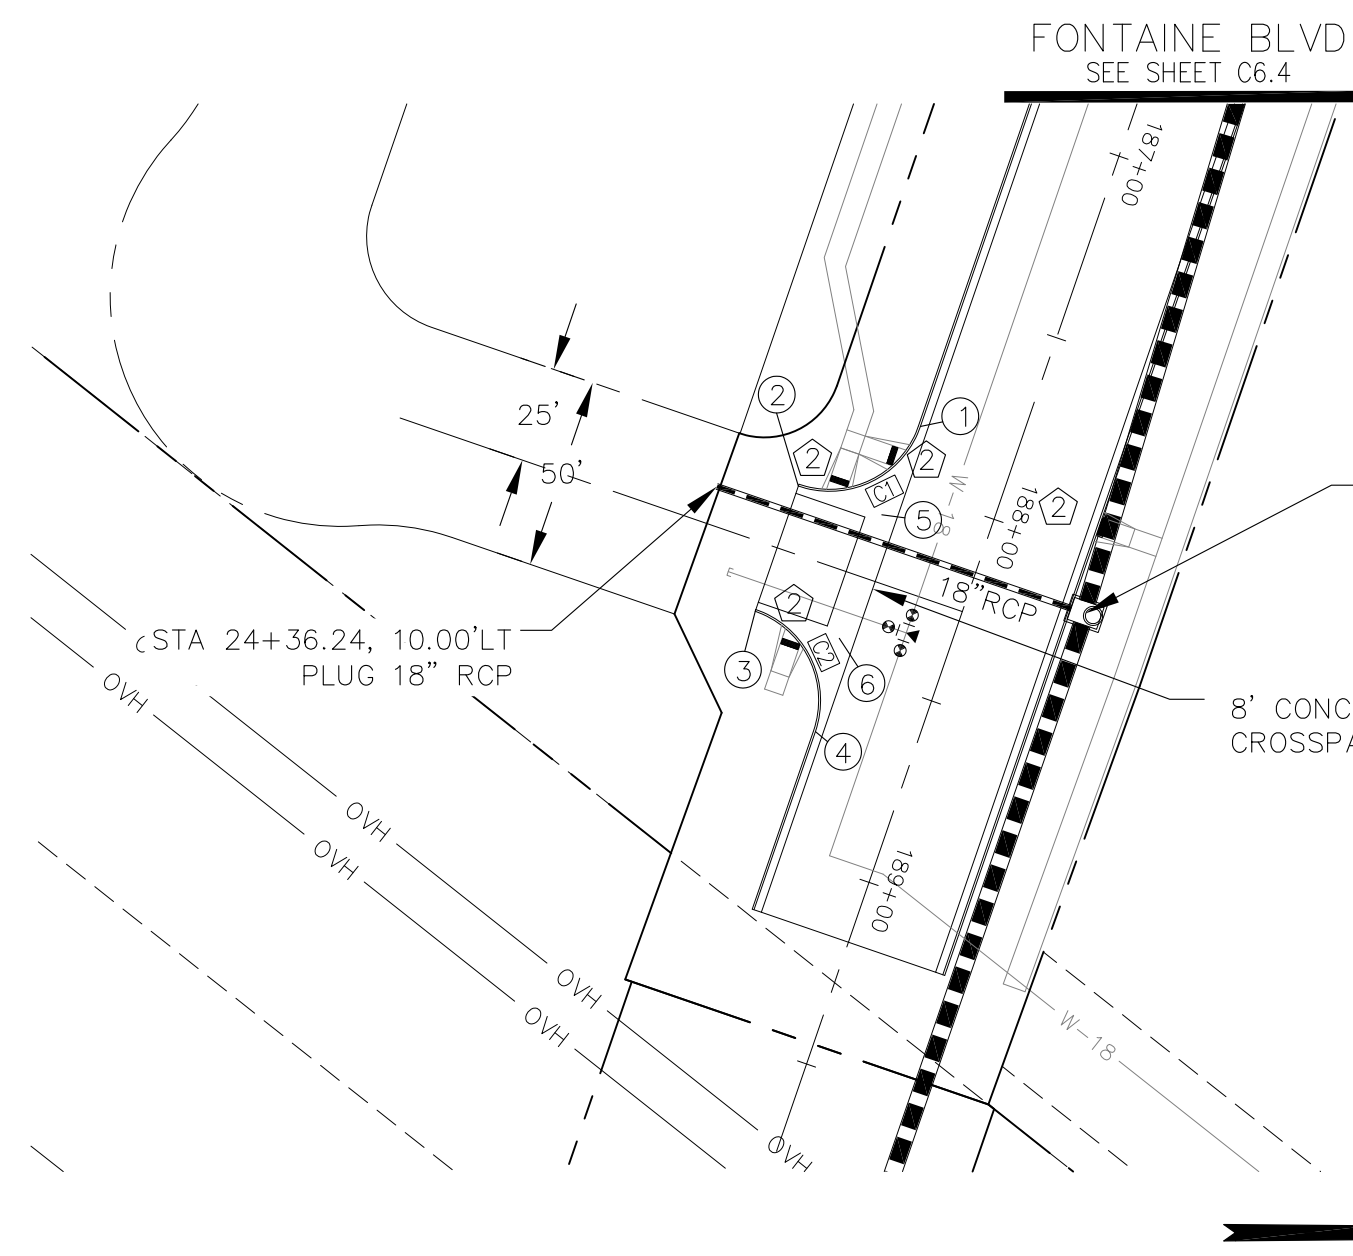 FONTAINE BLVD
SEE SHEET C6.4
187+00
25'
50'
2
1
2
2
2
C1
W-18
5
188+00
18"RCP
2
STA 24+36.24, 10.00'LT
PLUG 18" RCP
C2
3
6
4
8' CONC
OVH
OVH
OVH
189+00
OVH
OVH
W-18
OVH